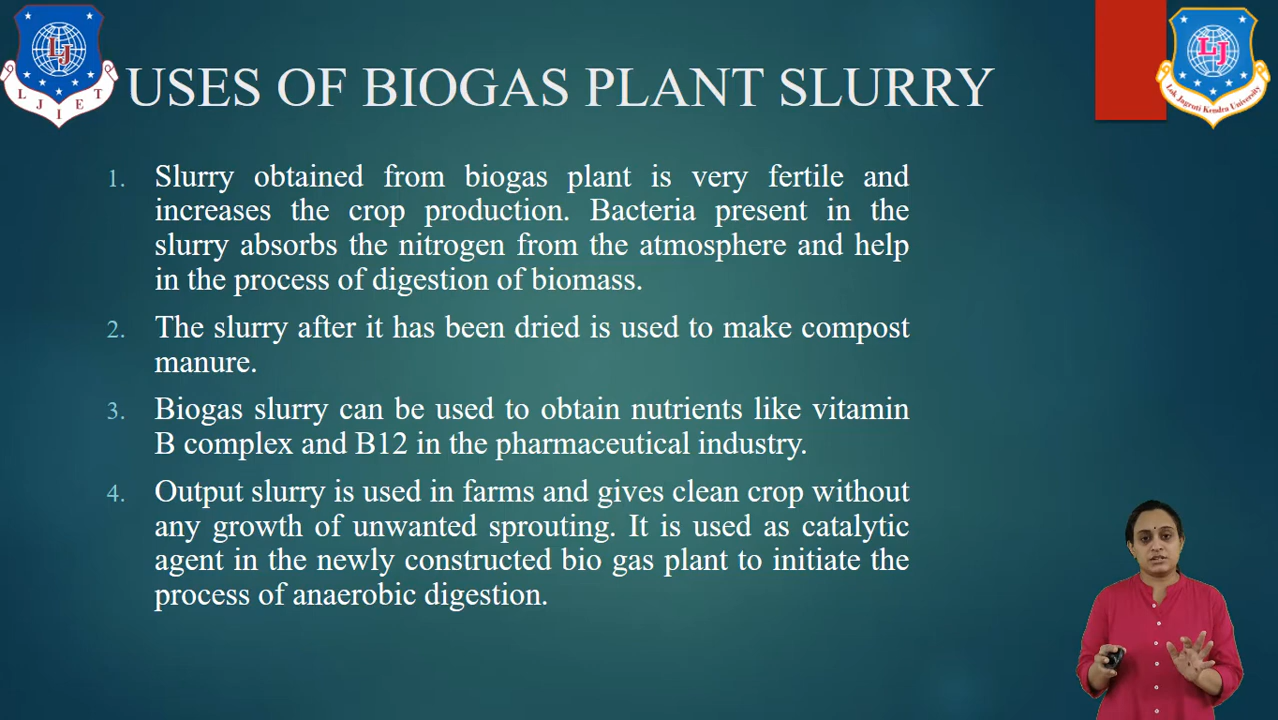 LJ
LJIET
USES OF BIOGAS PLANT SLURRY
LJ
Lok Jagruti Kendra University
1. Slurry obtained from biogas plant is very fertile and
increases the crop production. Bacteria present in the
slurry absorbs the nitrogen from the atmosphere and help
in the process of digestion of biomass.
2. The slurry after it has been dried is used to make compost
manure.
3. Biogas slurry can be used to obtain nutrients like vitamin
B complex and B12 in the pharmaceutical industry.
4. Output slurry is used in farms and gives clean crop without
any growth of unwanted sprouting. It is used as catalytic
agent in the newly constructed bio gas plant to initiate the
process of anaerobic digestion.